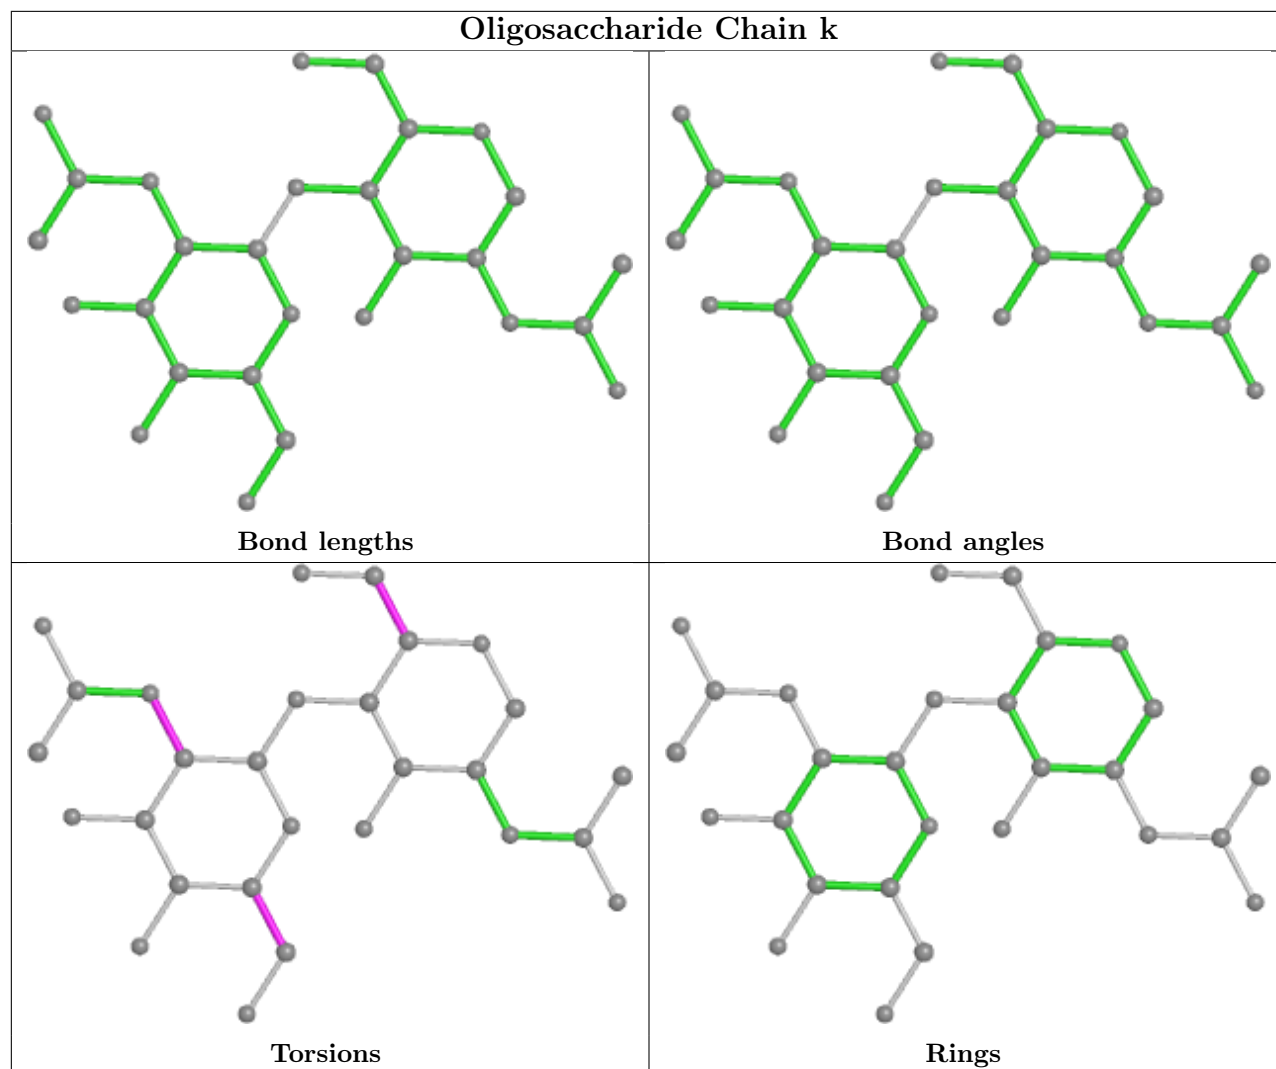 Oligosaccharide Chain k
Bond lengths
Bond angles
Torsions
Rings